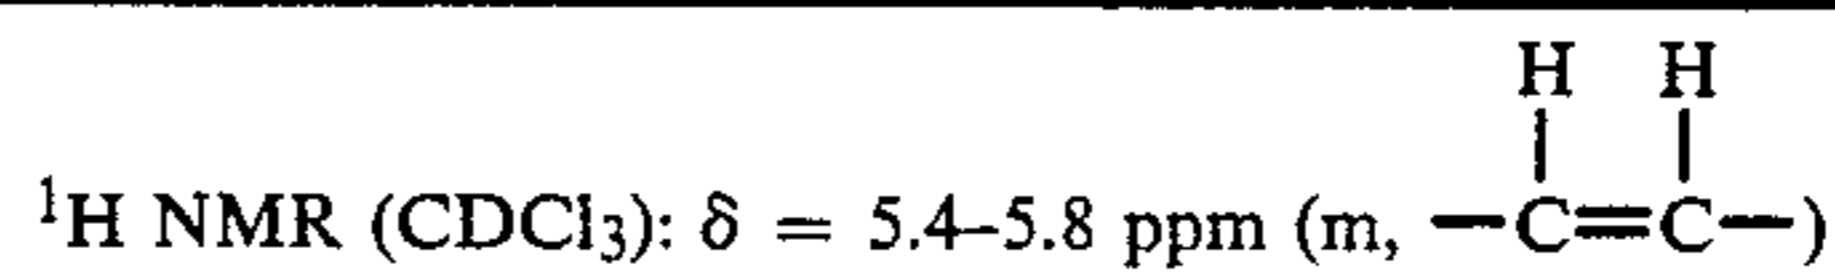 H H
¹H NMR (CDCl₃): δ = 5.4–5.8 ppm (m, —C=C—)